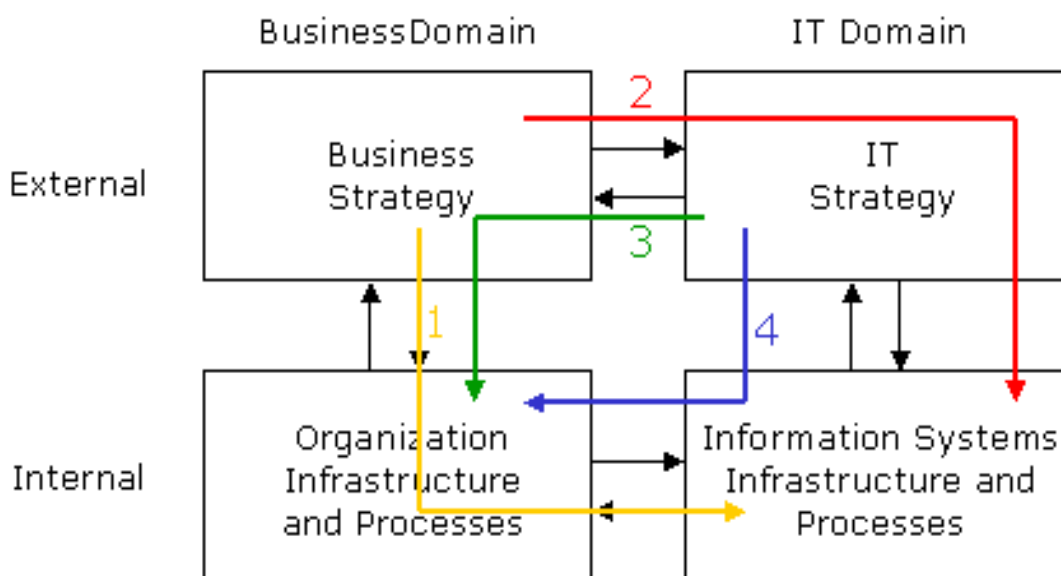 BusinessDomain
IT Domain
2
Business
Strategy
IT
Strategy
External
3
1
4
Organization
Infrastructure
and Processes
Information Systems
Infrastructure and
Processes
Internal